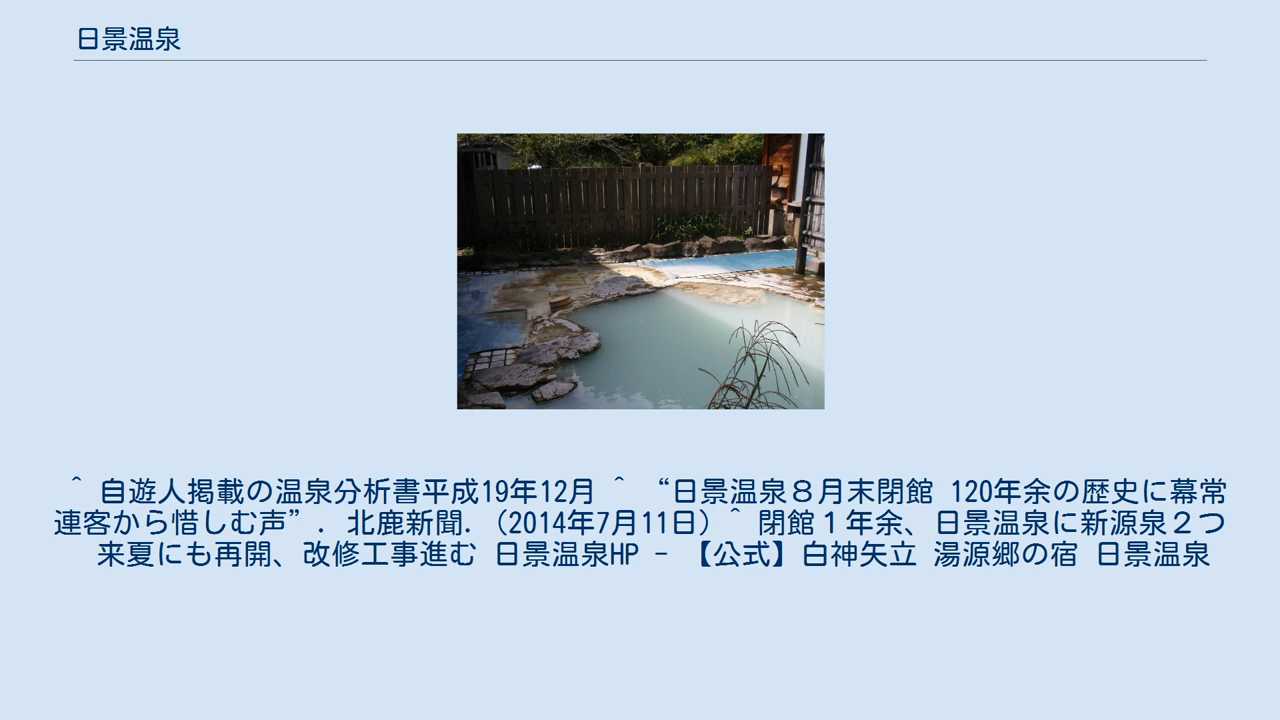 日景温泉
^ 自遊人掲載の温泉分析書平成19年12月 ^ “日景温泉８月末閉館 120年余の歴史に幕常
連客から惜しむ声”. 北鹿新聞. （2014年7月11日）^ 閉館１年余、日景温泉に新源泉２つ
来夏にも再開、改修工事進む 日景温泉HP - 【公式】白神矢立 湯源郷の宿 日景温泉